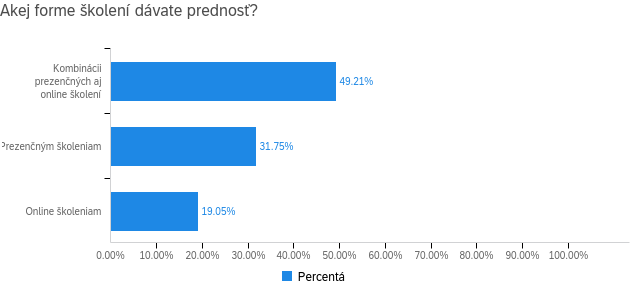 Akej forme školení dávate prednosť?
Kombinácii
prezenčných aj
online školení
49.21%
Prezenčným školeniam
31.75%
Online školeniam
19.05%
0.00% 10.00% 20.00% 30.00% 40.00% 50.00% 60.00% 70.00% 80.00% 90.00% 100.00%
Percentá